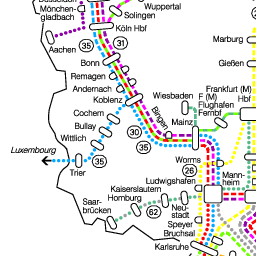 Düsseldorf
Wuppertal
Mönchen-
gladbach
Solingen
Köln Hbf
Aachen
35
31
Marburg
Bonn
Gießen
Remagen
Andernach
Koblenz
Wiesbaden
Frankfurt (M)
Hbf
F (M)
Flughafen
Fernbf
Cochem
Bingen
Mainz
Bullay
Wittlich
30
35
Luxembourg
Worms
Trier
35
26
Ludwigshafen
Mann-
heim
Kaiserslautern
Homburg
Saar-
brücken
62
Neu-
stadt
Speyer
Bruchsal
Karlsruhe